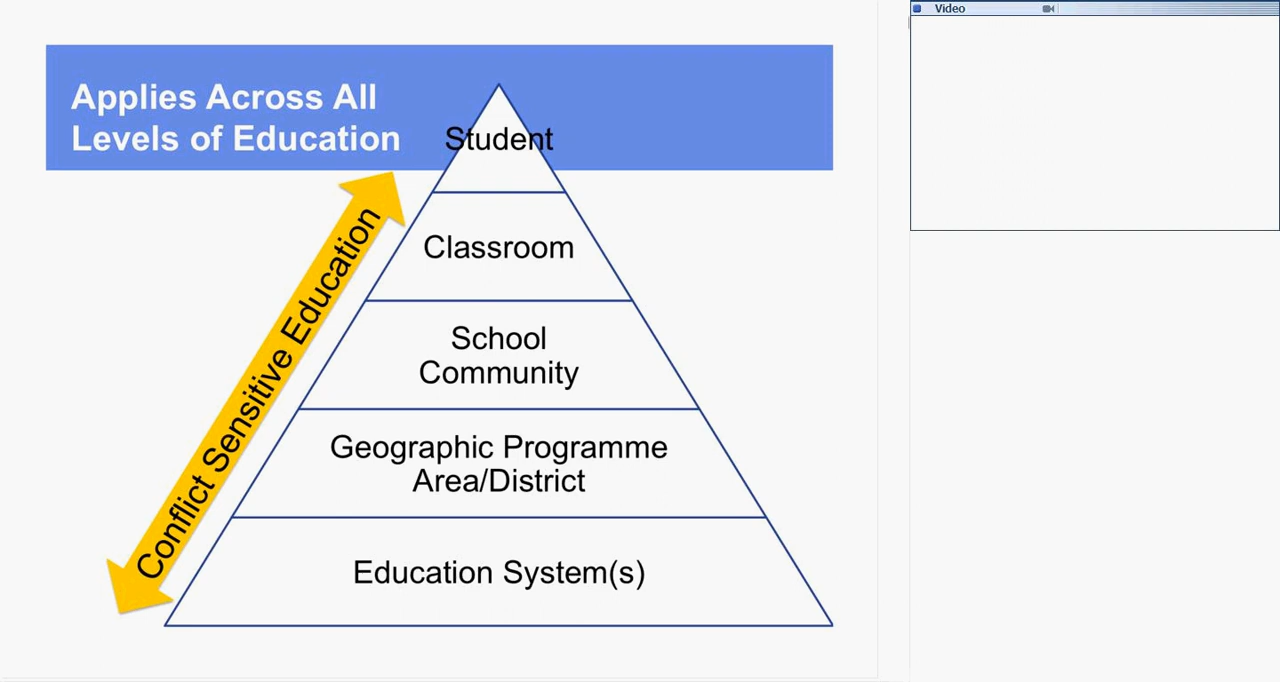 Video
Applies Across All
Levels of Education
Student
Classroom
School
Community
Geographic Programme
Area/District
Education System(s)
Conflict Sensitive Education